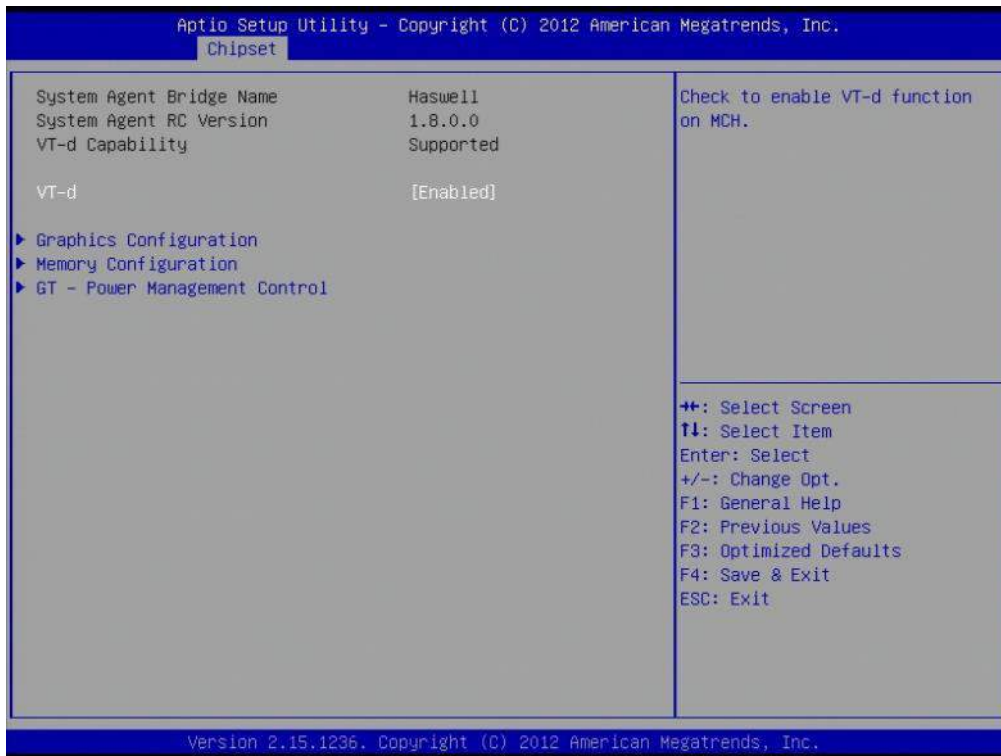 Aptio Setup Utility – Copyright (C) 2012 American Megatrends, Inc.
Chipset
System Agent Bridge Name Haswell
System Agent RC Version 1.8.0.0
VT-d Capability Supported
VT-d [Enabled]
Graphics Configuration
Memory Configuration
GT – Power Management Control
Check to enable VT-d function
on MCH.
→←: Select Screen
↑↓: Select Item
Enter: Select
+/-: Change Opt.
F1: General Help
F2: Previous Values
F3: Optimized Defaults
F4: Save & Exit
ESC: Exit
Version 2.15.1236. Copyright (C) 2012 American Megatrends, Inc.